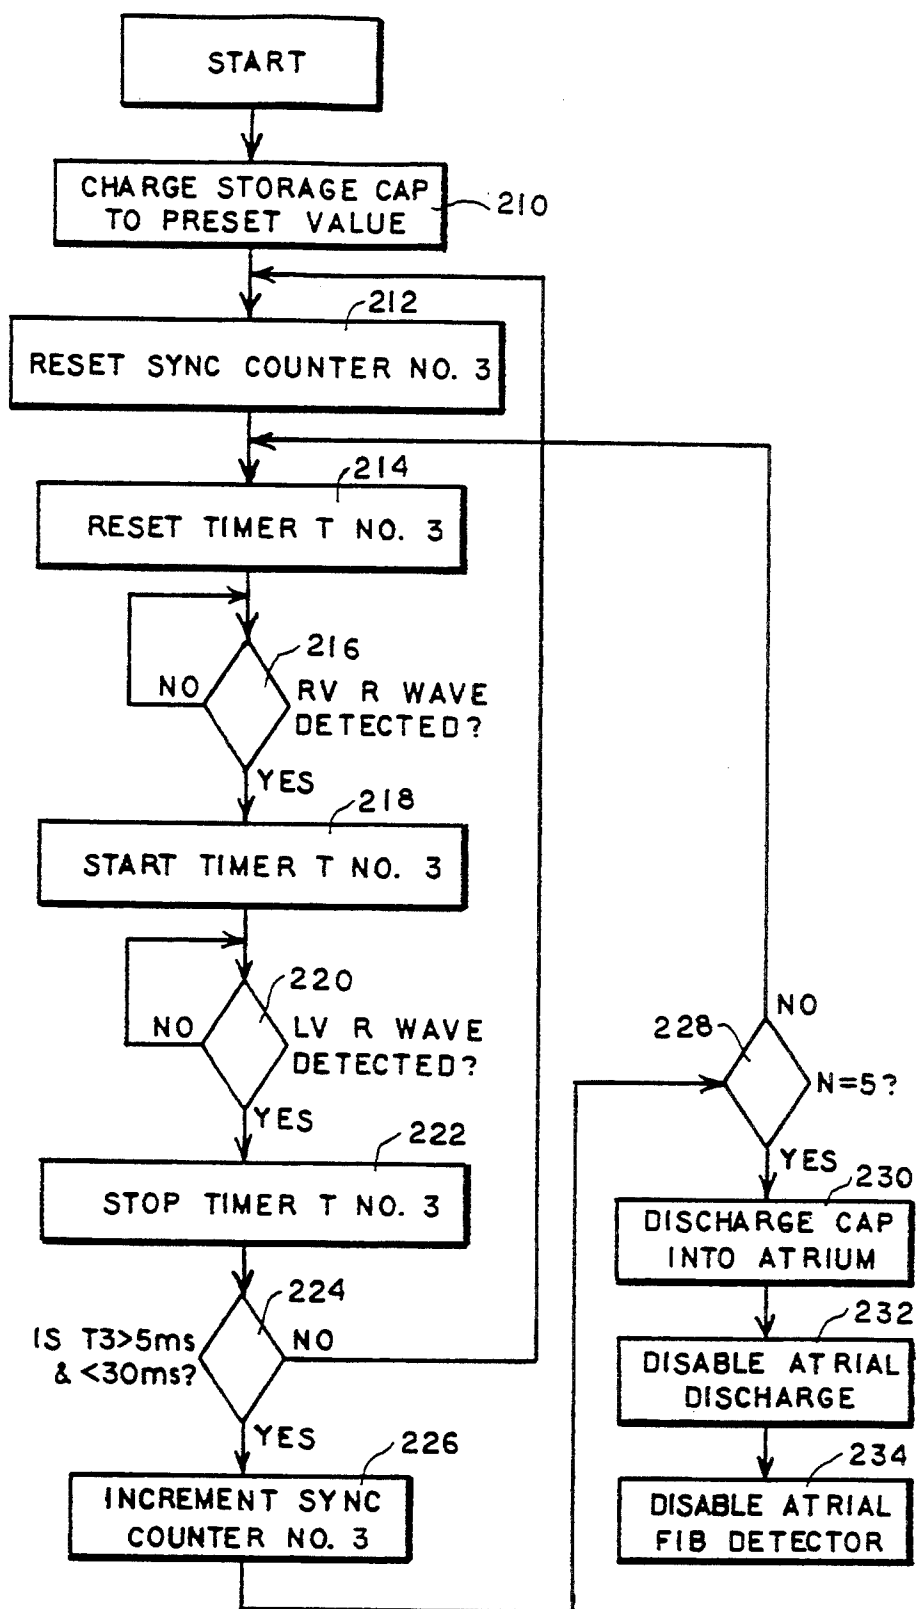 START
CHARGE STORAGE CAP
TO PRESET VALUE
210
212
RESET SYNC COUNTER NO. 3
214
RESET TIMER T NO. 3
216
NO
RV R WAVE
DETECTED?
YES
218
START TIMER T NO. 3
220
NO
LV R WAVE
DETECTED?
YES
222
STOP TIMER T NO. 3
224
IS T3>5ms
& <30ms?
NO
YES
226
INCREMENT SYNC
COUNTER NO. 3
228
NO
N=5?
YES
230
DISCHARGE CAP
INTO ATRIUM
232
DISABLE ATRIAL
DISCHARGE
234
DISABLE ATRIAL
FIB DETECTOR